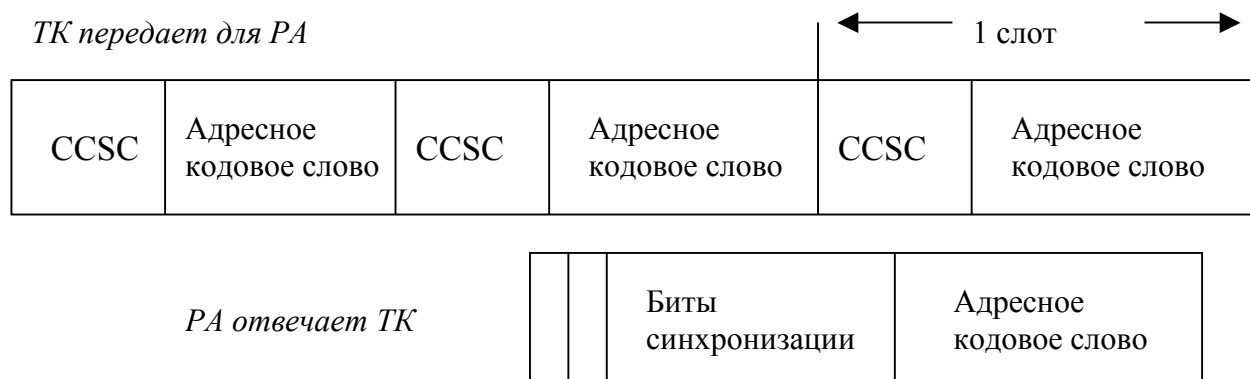 ТК передает для РА
1 слот
CCSC
Адресное
кодовое слово
CCSC
Адресное
кодовое слово
CCSC
Адресное
кодовое слово
РА отвечает ТК
Биты
синхронизации
Адресное
кодовое слово